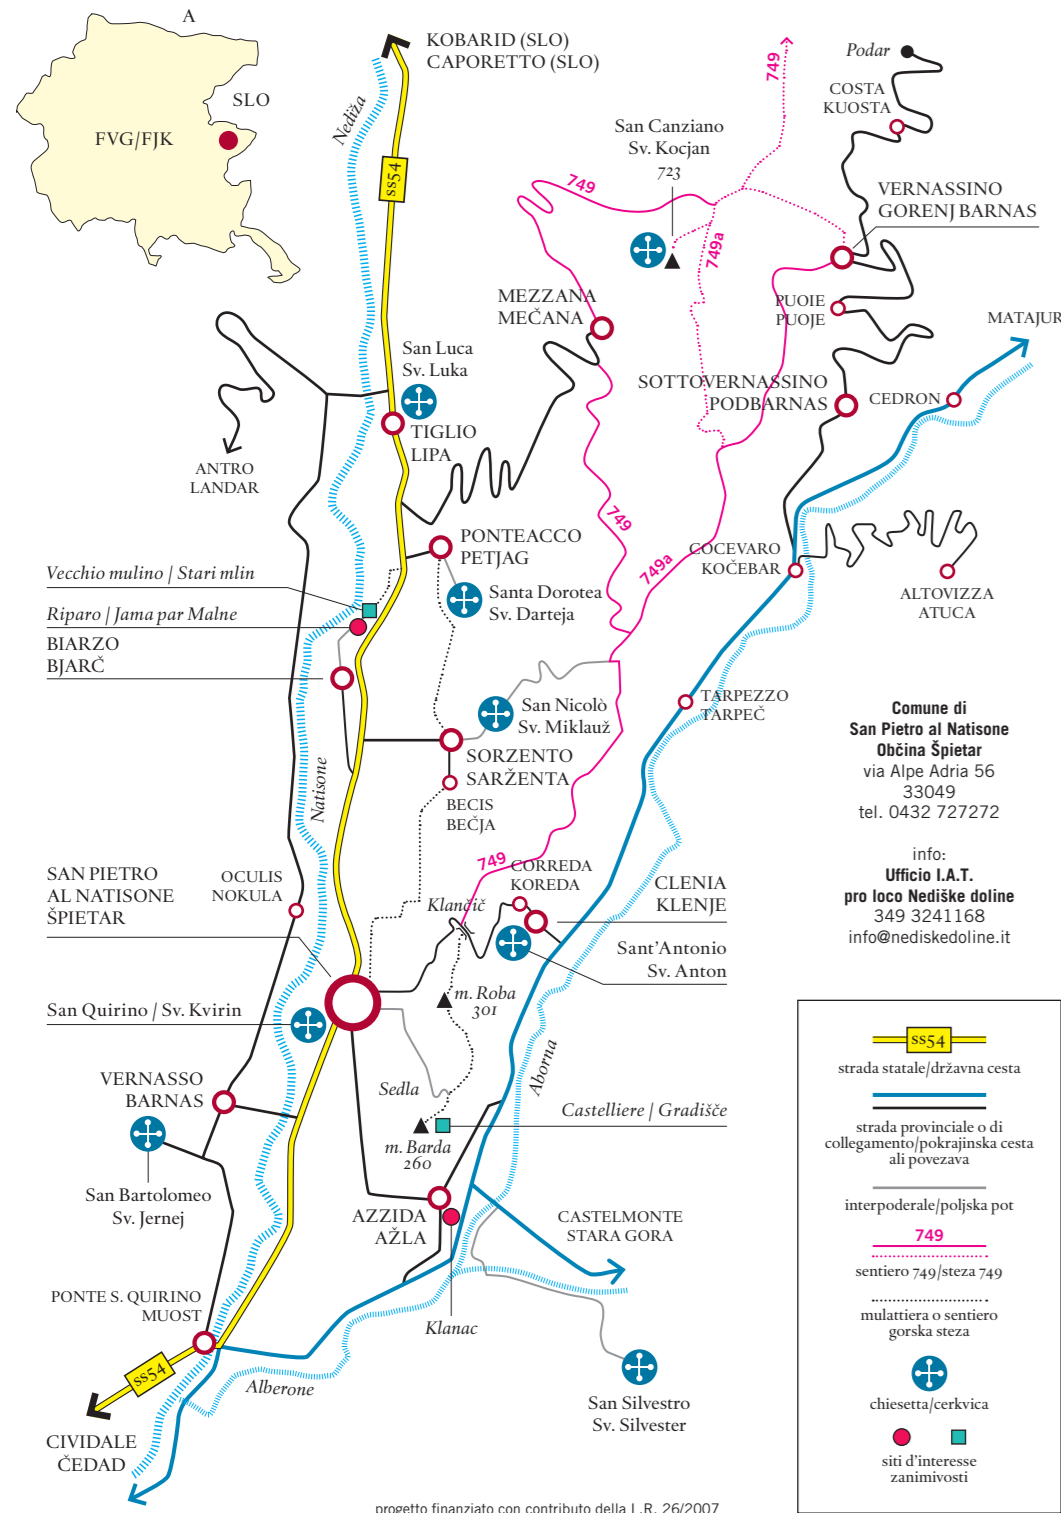 A
SLO
FVG/FJK
KOBARID (SLO)
CAPORETTO (SLO)
Nediža
ss54
749
Podar
COSTA
KUOSTA
San Canziano
Sv. Kocjan
723
749
749a
VERNASSINO
GORENJ BARNAS
MEZZANA
MEČANA
PUOIE
PUOJE
MATAJUR
San Luca
Sv. Luka
SOTTOVERNASSINO
PODBARNAS
CEDRON
TIGLIO
LIPA
ANTRO
LANDAR
749
749a
PONTEACCO
PETJAG
COCEVARO
KOČEBAR
Vecchio mulino | Stari mlin
Santa Dorotea
Sv. Darteja
ALTOVIZZA
ATUCA
Riparo | Jama par Malne
BIARZO
BJARČ
San Nicolò
Sv. Miklauž
TARPEZZO
TARPEČ
Natisone
SORZENTO
SARŽENTA
BECIS
BEČJA
Comune di
San Pietro al Natisone
Občina Špietar
via Alpe Adria 56
33049
tel. 0432 727272
info:
Ufficio I.A.T.
pro loco Nediške doline
349 3241168
info@nediskedoline.it
SAN PIETRO
AL NATISONE
ŠPIETAR
OCULIS
NOKULA
749
CORREDA
KOREDA
Klančič
CLENIA
KLENJE
Sant'Antonio
Sv. Anton
m. Roba
301
San Quirino | Sv. Kvirin
Aborna
VERNASSO
BARNAS
Sedla
Castelliere | Gradišče
m. Barda
260
San Bartolomeo
Sv. Jernej
AZZIDA
AŽLA
CASTELMONTE
STARA GORA
PONTE S. QUIRINO
MUOST
Klanac
ss54
Alberone
San Silvestro
Sv. Silvester
CIVIDALE
ČEDAD
ss54
strada statale/državna cesta
strada provinciale o di
collegamento/pokrajinska cesta
ali povezava
interpoderale/poljska pot
749
sentiero 749/steza 749
mulattiera o sentiero
gorska steza
chiesetta/cerkvica
siti d'interesse
zanimivosti
progetto finanziato con contributo della L.R. 26/2007